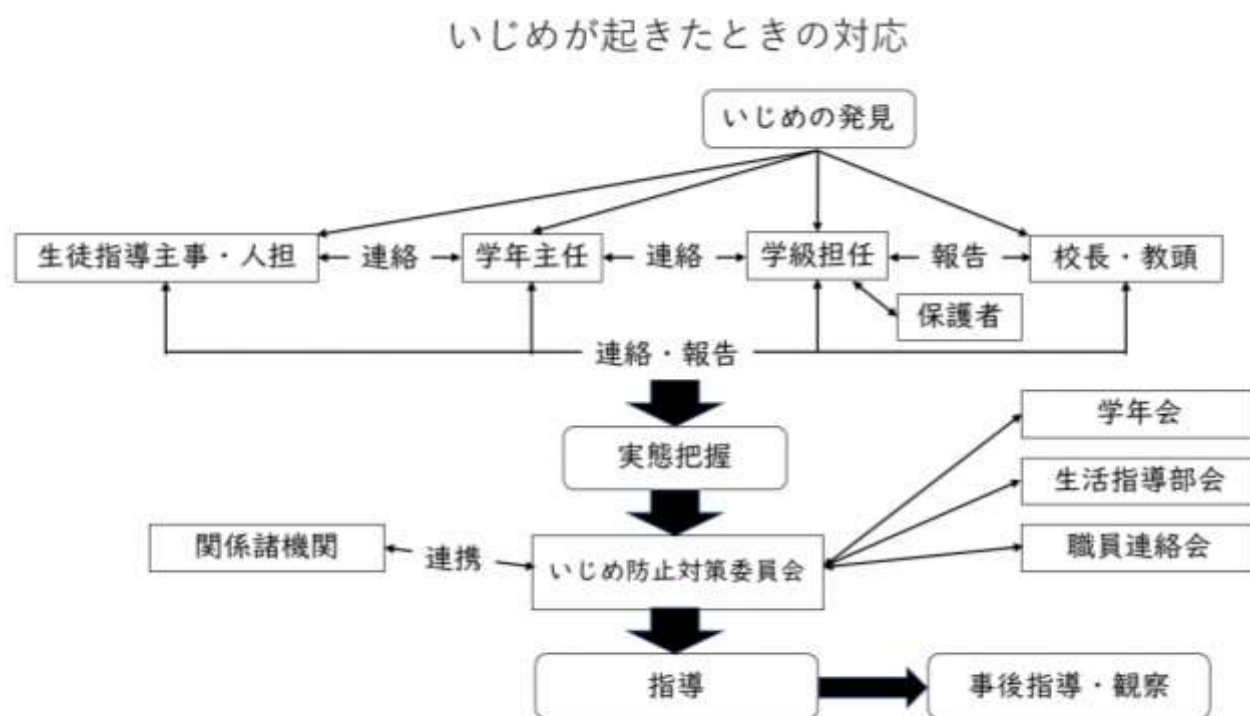 いじめが起きたときの対応
いじめの発見
生徒指導主事・人担
連絡
学年主任
連絡
学級担任
報告
校長・教頭
保護者
連絡・報告
実態把握
学年会
生活指導部会
関係諸機関
連携
いじめ防止対策委員会
職員連絡会
指導
事後指導・観察